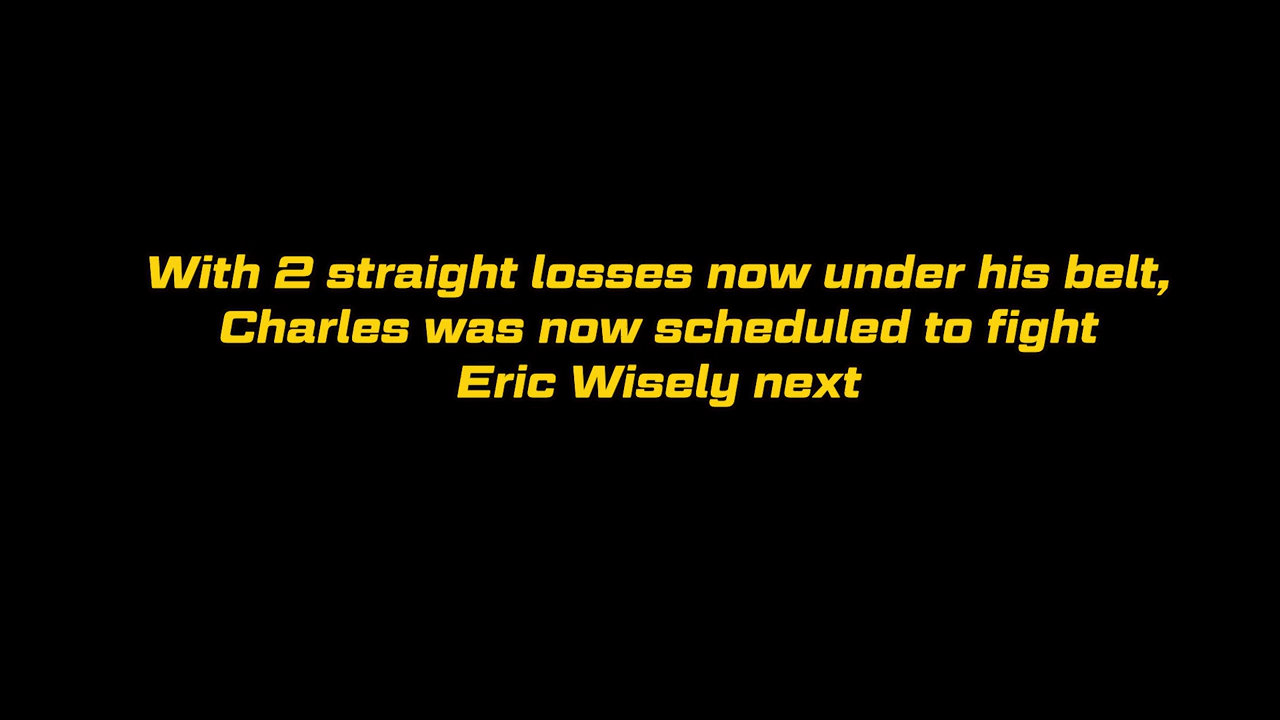 With 2 straight losses now under his belt,
Charles was now scheduled to fight
Eric Wisely next